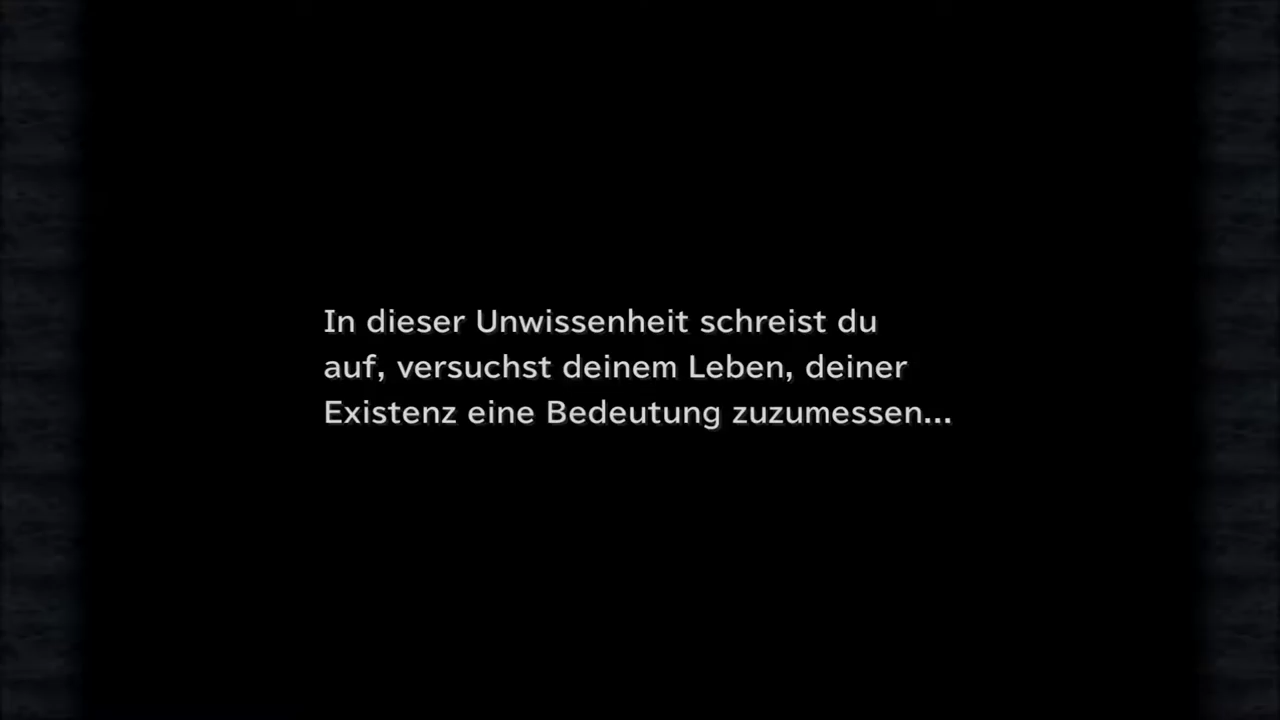 In dieser Unwissenheit schreist du
auf, versuchst deinem Leben, deiner
Existenz eine Bedeutung zuzumessen...